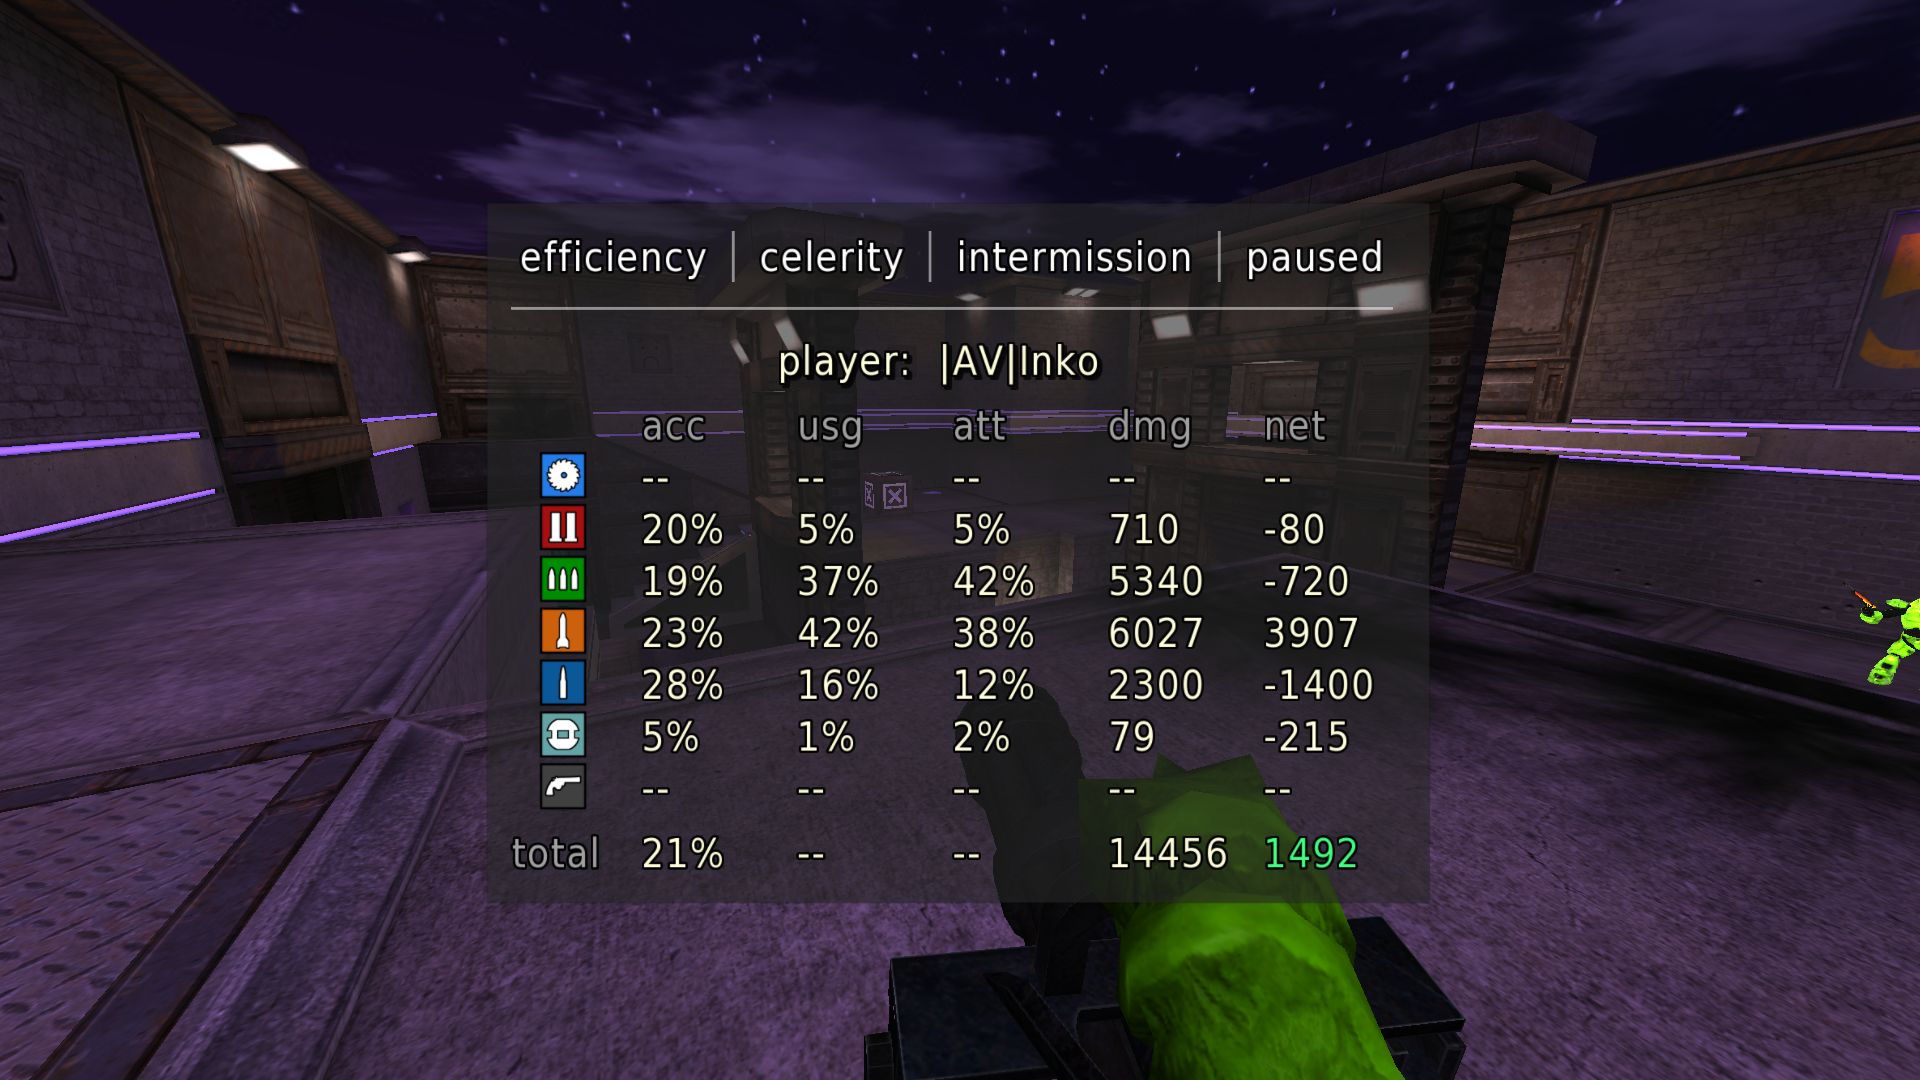 efficiency | celerity | intermission | paused
player: |AV|Inko
acc usg att dmg net
-- -- -- -- --
20% 5% 5% 710 -80
19% 37% 42% 5340 -720
23% 42% 38% 6027 3907
28% 16% 12% 2300 -1400
5% 1% 2% 79 -215
-- -- -- -- --
total 21% -- -- 14456 1492